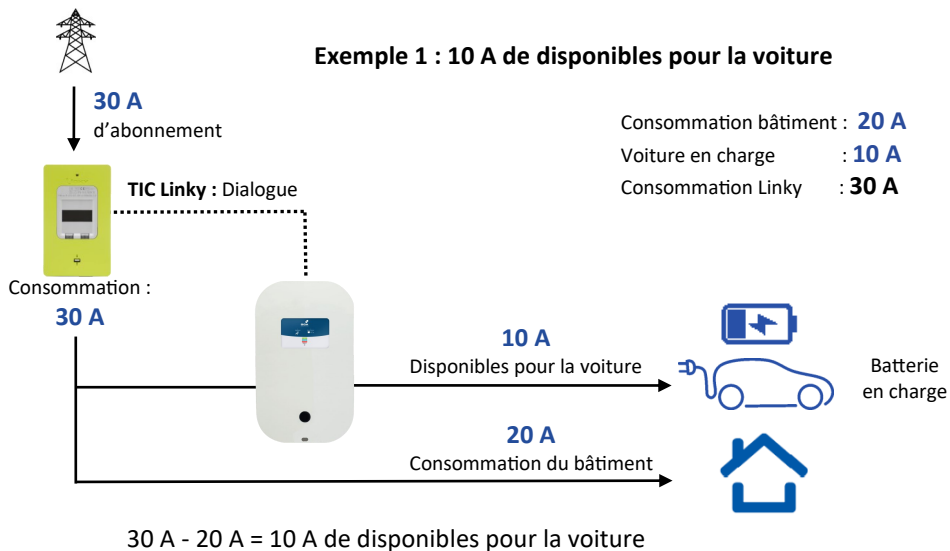 Exemple 1 : 10 A de disponibles pour la voiture
30 A
d'abonnement
Consommation bâtiment : 20 A
Voiture en charge : 10 A
Consommation Linky : 30 A
TIC Linky : Dialogue
Consommation :
30 A
10 A
Disponibles pour la voiture
Batterie
en charge
20 A
Consommation du bâtiment
30 A - 20 A = 10 A de disponibles pour la voiture